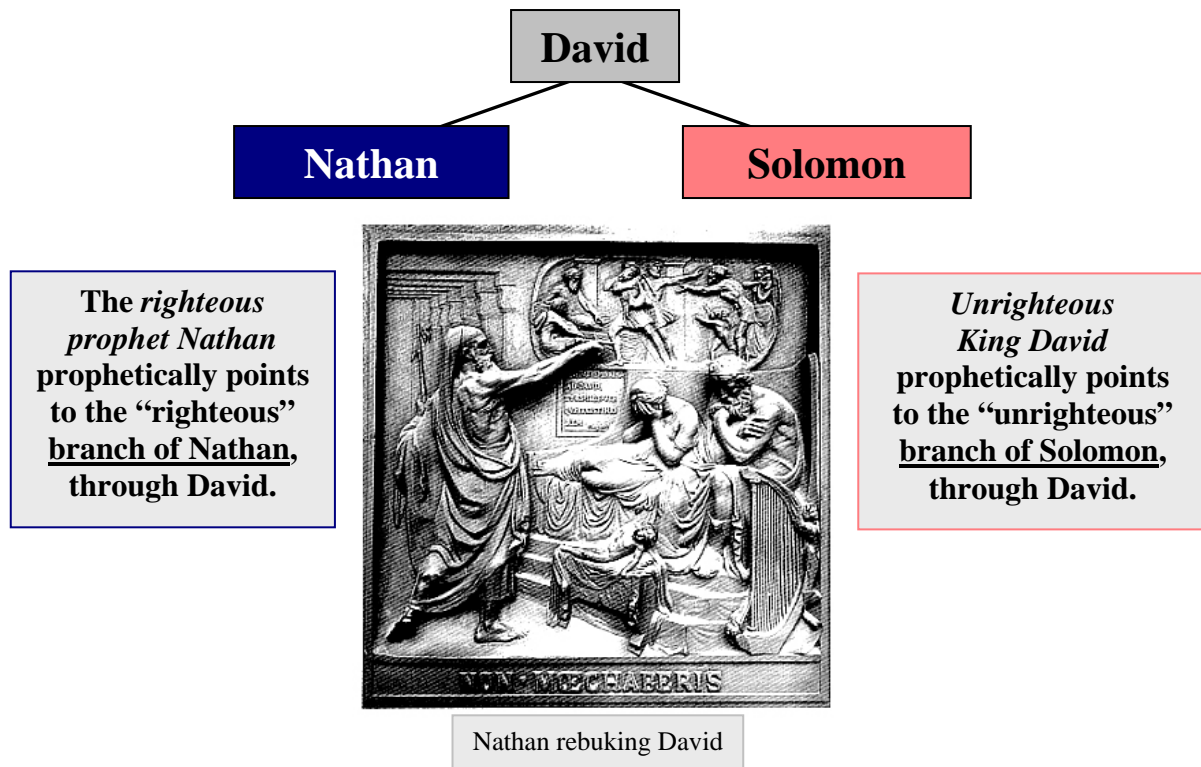 David
Nathan
Solomon
The righteous
prophet Nathan
prophetically points
to the “righteous”
branch of Nathan,
through David.
Unrighteous
King David
prophetically points
to the “unrighteous”
branch of Solomon,
through David.
NON MŒCHABERIS
Nathan rebuking David